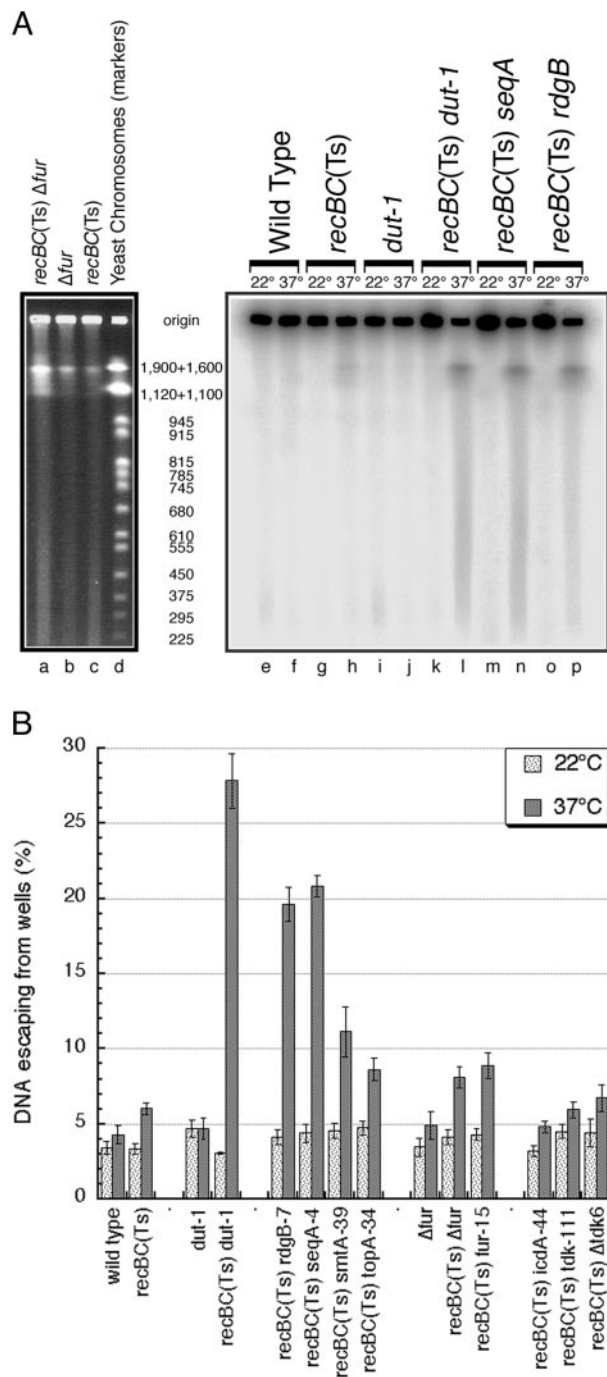 A
recBC(Ts) Δfur
Δfur
recBC(Ts)
Yeast Chromosomes (markers)
Wild Type
recBC(Ts)
dut-1
recBC(Ts) dut-1
recBC(Ts) seqA
recBC(Ts) rdgB
22° 37° 22° 37° 22° 37° 22° 37° 22° 37° 22° 37°
origin
1,900+1,600
1,120+1,100
945
915
815
785
745
680
610
555
450
375
295
225
a b c d
e f g h i j k l m n o p
B
DNA escaping from wells (%)
30
25
20
15
10
5
0
22°C
37°C
wild type
recBC(Ts)
dut-1
recBC(Ts) dut-1
recBC(Ts) rdgB-7
recBC(Ts) seqA-4
recBC(Ts) smtA-39
recBC(Ts) topA-34
Δfur
recBC(Ts) Δfur
recBC(Ts) fur-15
recBC(Ts) icdA-44
recBC(Ts) tdk-111
recBC(Ts) Δtdk6